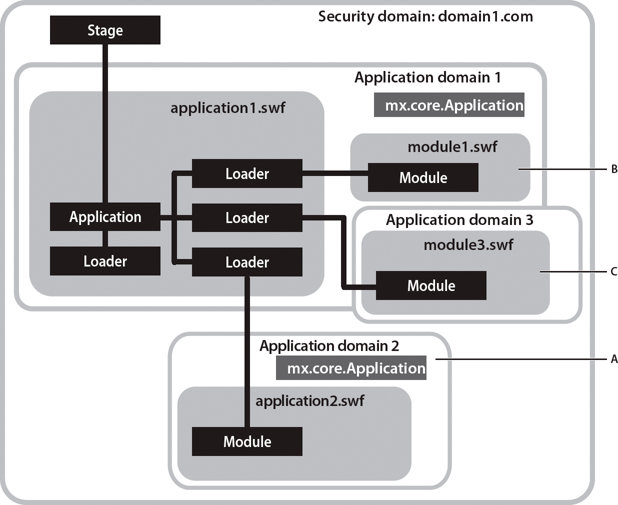 Security domain: domain1.com
Stage
Application domain 1
mx.core.Application
application1.swf
module1.swf
Loader
Module
B
Application
Loader
Application domain 3
module3.swf
Loader
Loader
Module
C
Application domain 2
mx.core.Application
A
application2.swf
Module